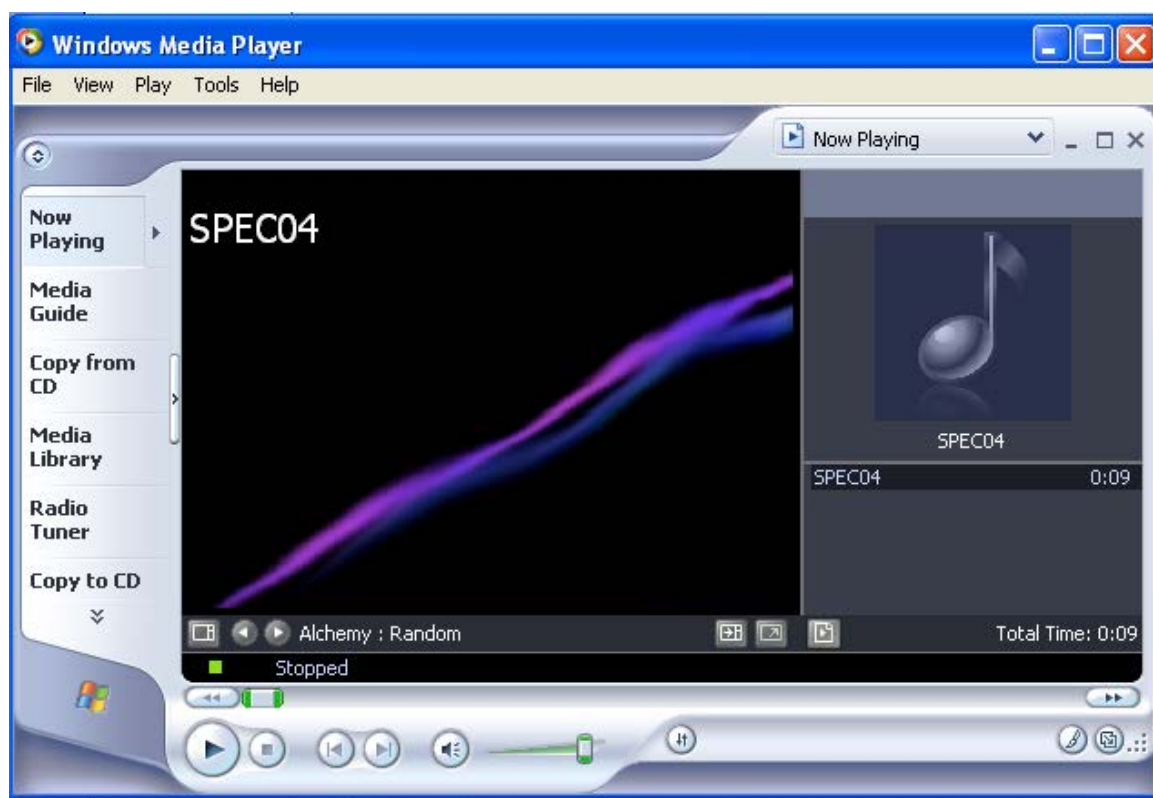 Windows Media Player
File View Play Tools Help
Now Playing
Now
Playing
Media
Guide
Copy from
CD
Media
Library
Radio
Tuner
Copy to CD
SPEC04
SPEC04
SPEC04 0:09
Alchemy : Random
Total Time: 0:09
Stopped